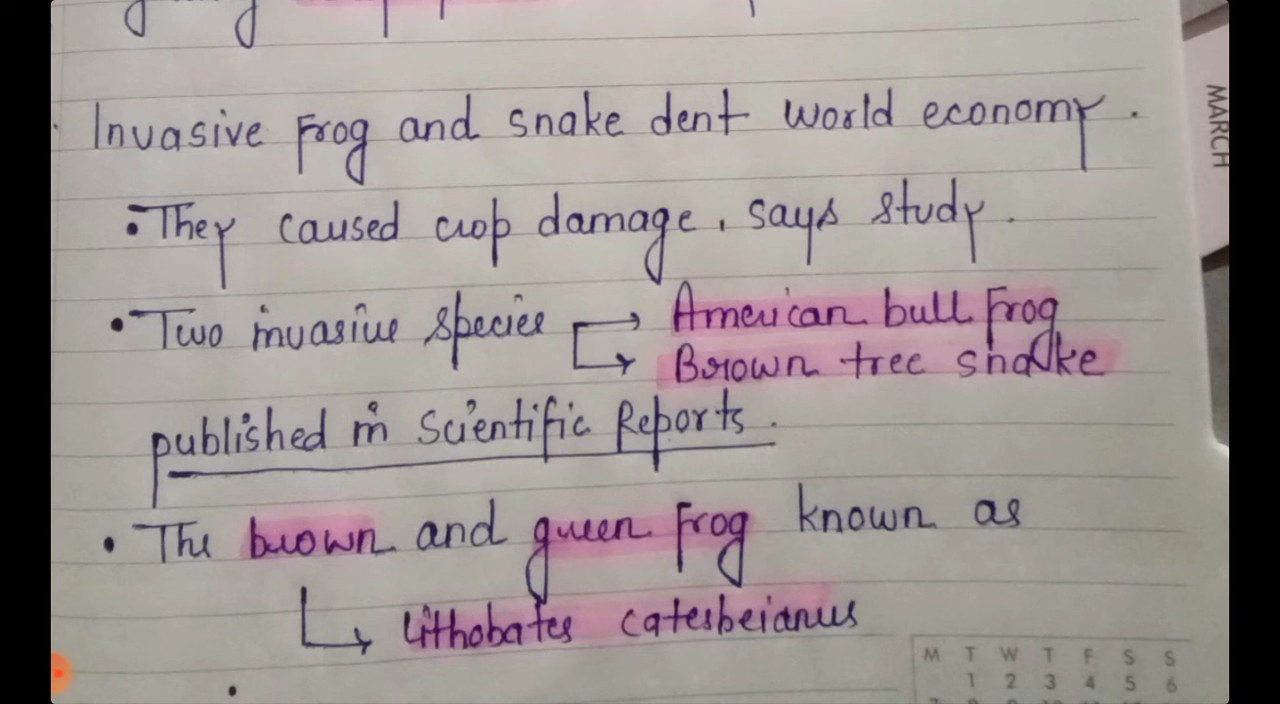 Invasive Frog and snake dent world economy.
• They caused crop damage, says study.
• Two invasive species → American bull Frog
→ Brown tree snake
published in Scientific Reports.
• The brown and green Frog known as
→ Lithobates catesbeianus
•
MARCH
M T W T F S S
1 2 3 4 5 6